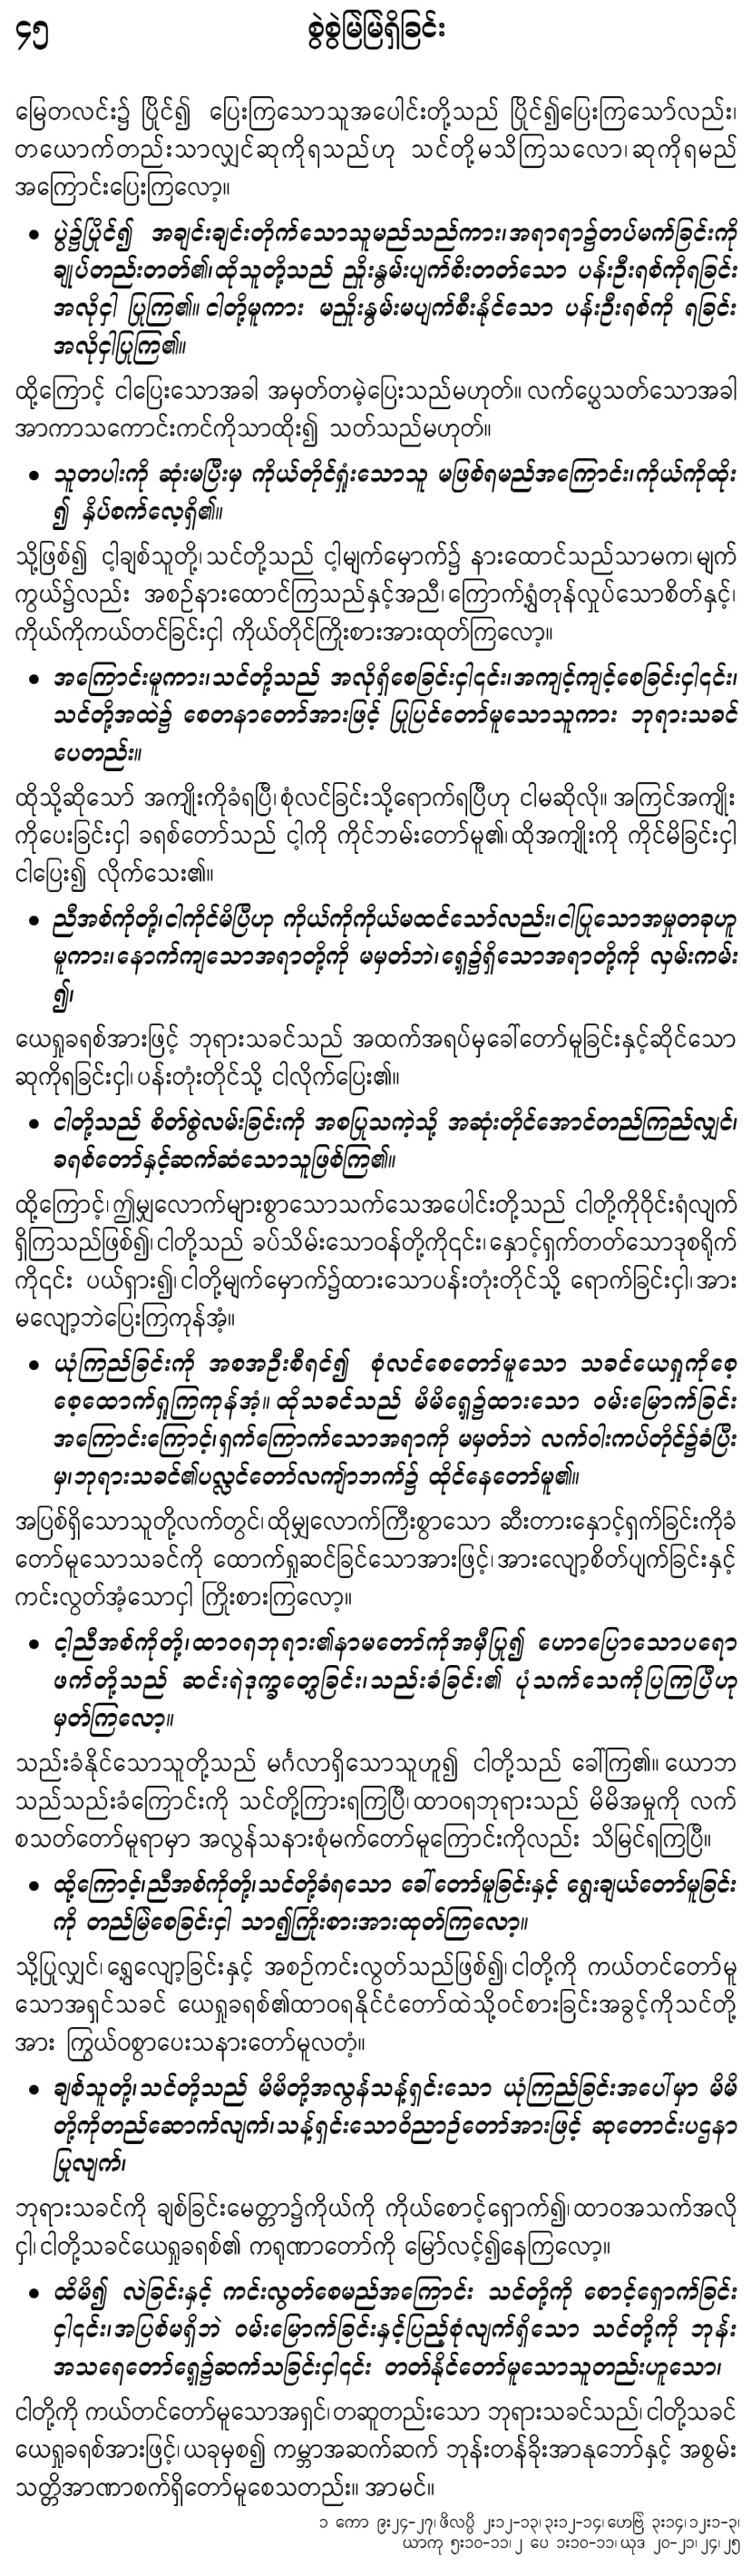 ၄၅ စွဲစွဲမြဲမြဲရှိခြင်း
မြေတလင်း၌ ပြိုင်၍ ပြေးကြသောသူအပေါင်းတို့သည် ပြိုင်၍ပြေးကြသော်လည်း၊
တယောက်တည်းသာလျှင်ဆုကိုရသည်ဟု သင်တို့မသိကြသလော၊ ဆုကိုရမည်
အကြောင်းပြေးကြလော့။
• ပွဲ၌ပြိုင်၍ အချင်းချင်းတိုက်သောသူမည်သည်ကား၊ အရာရာ၌တပ်မက်ခြင်းကို
ချုပ်တည်းတတ်၏၊ ထိုသူတို့သည် ညှိုးနွမ်းပျက်စီးတတ်သော ပန်းဦးရစ်ကိုရခြင်း
အလိုငှါ ပြုကြ၏။ ငါတို့မူကား မညှိုးနွမ်းမပျက်စီးနိုင်သော ပန်းဦးရစ်ကို ရခြင်း
အလိုငှါပြုကြ၏။
ထို့ကြောင့် ငါပြေးသောအခါ အမှတ်တမဲ့ပြေးသည်မဟုတ်။ လက်ပွေ့သတ်သောအခါ
အာကာသကောင်းကင်ကိုသာထိုး၍ သတ်သည်မဟုတ်။
• သူတပါးကို ဆုံးမပြီးမှ ကိုယ်တိုင်ရှုံးသောသူ မဖြစ်ရမည်အကြောင်း၊ ကိုယ်ကိုထိုး
၍ နှိပ်စက်လေ့ရှိ၏။
သို့ဖြစ်၍ ငါ့ချစ်သူတို့၊ သင်တို့သည် ငါ့မျက်မှောက်၌ နားထောင်သည်သာမက၊ မျက်
ကွယ်၌လည်း အစဉ်နားထောင်ကြသည်နှင့်အညီ၊ ကြောက်ရွံ့တုန်လှုပ်သောစိတ်နှင့်၊
ကိုယ်ကိုကယ်တင်ခြင်းငှါ ကိုယ်တိုင်ကြိုးစားအားထုတ်ကြလော့။
• အကြောင်းမူကား၊ သင်တို့သည် အလိုရှိစေခြင်းငှါ၎င်း၊ အကျင့်ကျင့်စေခြင်းငှါ၎င်း၊
သင်တို့အထဲ၌ စေတနာတော်အားဖြင့် ပြုပြင်တော်မူသောသူကား ဘုရားသခင်
ပေတည်း။
ထိုသို့ဆိုသော် အကျိုးကိုခံရပြီ၊ စုံလင်ခြင်းသို့ရောက်ရပြီဟု ငါမဆိုလို။ အကြင်အကျိုး
ကိုပေးခြင်းငှါ ခရစ်တော်သည် ငါ့ကို ကိုင်ဘမ်းတော်မူ၏၊ ထိုအကျိုးကို ကိုင်မိခြင်းငှါ
ငါပြေး၍ လိုက်သေး၏။
• ညီအစ်ကိုတို့၊ ငါကိုင်မိပြီဟု ကိုယ်ကိုကိုယ်မထင်သော်လည်း၊ ငါပြုသောအမှုတခုဟူ
မူကား၊ နောက်ကျသောအရာတို့ကို မမှတ်ဘဲ၊ ရှေ့၌ရှိသောအရာတို့ကို လှမ်းကမ်း
၍၊
ယေရှုခရစ်အားဖြင့် ဘုရားသခင်သည် အထက်အရပ်မှခေါ်တော်မူခြင်းနှင့်ဆိုင်သော
ဆုကိုရခြင်းငှါ၊ ပန်းတုံးတိုင်သို့ ငါလိုက်ပြေး၏။
• ငါတို့သည် စိတ်စွဲလမ်းခြင်းကို အစပြုသကဲ့သို့ အဆုံးတိုင်အောင်တည်ကြည်လျှင်၊
ခရစ်တော်နှင့်ဆက်ဆံသောသူဖြစ်ကြ၏။
ထို့ကြောင့်၊ ဤမျှလောက်များစွာသောသက်သေအပေါင်းတို့သည် ငါတို့ကိုဝိုင်းရံလျက်
ရှိကြသည်ဖြစ်၍၊ ငါတို့သည် ခပ်သိမ်းသောဝန်တို့ကို၎င်း၊ နှောင့်ရှက်တတ်သောဒုစရိုက်
ကို၎င်း ပယ်ရှား၍၊ ငါတို့မျက်မှောက်၌ထားသောပန်းတုံးတိုင်သို့ ရောက်ခြင်းငှါ၊ အား
မလျော့ဘဲပြေးကြကုန်အံ့။
• ယုံကြည်ခြင်းကို အစအဦးစီရင်၍ စုံလင်စေတော်မူသော သခင်ယေရှုကိုစေ့
စေ့ထောက်ရှုကြကုန်အံ့။ ထိုသခင်သည် မိမိရှေ့၌ထားသော ဝမ်းမြောက်ခြင်း
အကြောင်းကြောင့်၊ ရှက်ကြောက်သောအရာကို မမှတ်ဘဲ လက်ဝါးကပ်တိုင်၌ခံပြီး
မှ၊ ဘုရားသခင်၏ပလ္လင်တော်လက်ျာဘက်၌ ထိုင်နေတော်မူ၏။
အပြစ်ရှိသောသူတို့လက်တွင်၊ ထိုမျှလောက်ကြီးစွာသော ဆီးတားနှောင့်ရှက်ခြင်းကိုခံ
တော်မူသောသခင်ကို ထောက်ရှုဆင်ခြင်သောအားဖြင့်၊ အားလျော့စိတ်ပျက်ခြင်းနှင့်
ကင်းလွတ်အံ့သောငှါ ကြိုးစားကြလော့။
• ငါ့ညီအစ်ကိုတို့၊ ထာဝရဘုရား၏နာမတော်ကိုအမှီပြု၍ ဟောပြောသောပရော
ဖက်တို့သည် ဆင်းရဲဒုက္ခတွေ့ခြင်း၊ သည်းခံခြင်း၏ ပုံသက်သေကိုပြကြပြီဟု
မှတ်ကြလော့။
သည်းခံနိုင်သောသူတို့သည် မင်္ဂလာရှိသောသူဟူ၍ ငါတို့သည် ခေါ်ကြ၏။ ယောဘ
သည်သည်းခံကြောင်းကို သင်တို့ကြားရကြပြီ၊ ထာဝရဘုရားသည် မိမိအမှုကို လက်
စသတ်တော်မူရာမှာ အလွန်သနားစုံမက်တော်မူကြောင်းကိုလည်း သိမြင်ရကြပြီ။
• ထို့ကြောင့်၊ ညီအစ်ကိုတို့၊ သင်တို့ခံရသော ခေါ်တော်မူခြင်းနှင့် ရွေးချယ်တော်မူခြင်း
ကို တည်မြဲစေခြင်းငှါ သာ၍ကြိုးစားအားထုတ်ကြလော့။
သို့ပြုလျှင်၊ ရွေ့လျော့ခြင်းနှင့် အစဉ်ကင်းလွတ်သည်ဖြစ်၍၊ ငါတို့ကို ကယ်တင်တော်မူ
သောအရှင်သခင် ယေရှုခရစ်၏ထာဝရနိုင်ငံတော်ထဲသို့ဝင်စားခြင်းအခွင့်ကိုသင်တို့
အား ကြွယ်ဝစွာပေးသနားတော်မူလတံ့။
• ချစ်သူတို့၊ သင်တို့သည် မိမိတို့အလွန်သန့်ရှင်းသော ယုံကြည်ခြင်းအပေါ်မှာ မိမိ
တို့ကိုတည်ဆောက်လျက်၊ သန့်ရှင်းသောဝိညာဉ်တော်အားဖြင့် ဆုတောင်းပဌနာ
ပြုလျက်၊
ဘုရားသခင်ကို ချစ်ခြင်းမေတ္တာ၌ကိုယ်ကို ကိုယ်စောင့်ရှောက်၍၊ ထာဝအသက်အလို
ငှါ၊ ငါတို့သခင်ယေရှုခရစ်၏ ကရုဏာတော်ကို မြော်လင့်၍နေကြလော့။
• ထိမိ၍ လဲခြင်းနှင့် ကင်းလွတ်စေမည်အကြောင်း သင်တို့ကို စောင့်ရှောက်ခြင်း
ငှါ၎င်း၊ အပြစ်မရှိဘဲ ဝမ်းမြောက်ခြင်းနှင့်ပြည့်စုံလျက်ရှိသော သင်တို့ကို ဘုန်း
အသရေတော်ရှေ့၌ဆက်သခြင်းငှါ၎င်း တတ်နိုင်တော်မူသောသူတည်းဟူသော၊
ငါတို့ကို ကယ်တင်တော်မူသောအရှင်၊ တဆူတည်းသော ဘုရားသခင်သည်၊ ငါတို့သခင်
ယေရှုခရစ်အားဖြင့်၊ ယခုမှစ၍ ကမ္ဘာအဆက်ဆက် ဘုန်းတန်ခိုးအာနုဘော်နှင့် အစွမ်း
သတ္တိအာဏာစက်ရှိတော်မူစေသတည်း။ အာမင်။
၁ ကော ၉း၂၄-၂၇၊ ဖိလပ္ပိ ၂း၁၂-၁၃၊ ၃း၁၂-၁၄၊ ဟေဗြဲ ၃း၁၄၊ ၁၂း၁-၃၊
ယာကု ၅း၁၀-၁၁၊ ၂ ပေ ၁း၁၀-၁၁၊ ယုဒ ၂၀-၂၁၊ ၂၄၊ ၂၅